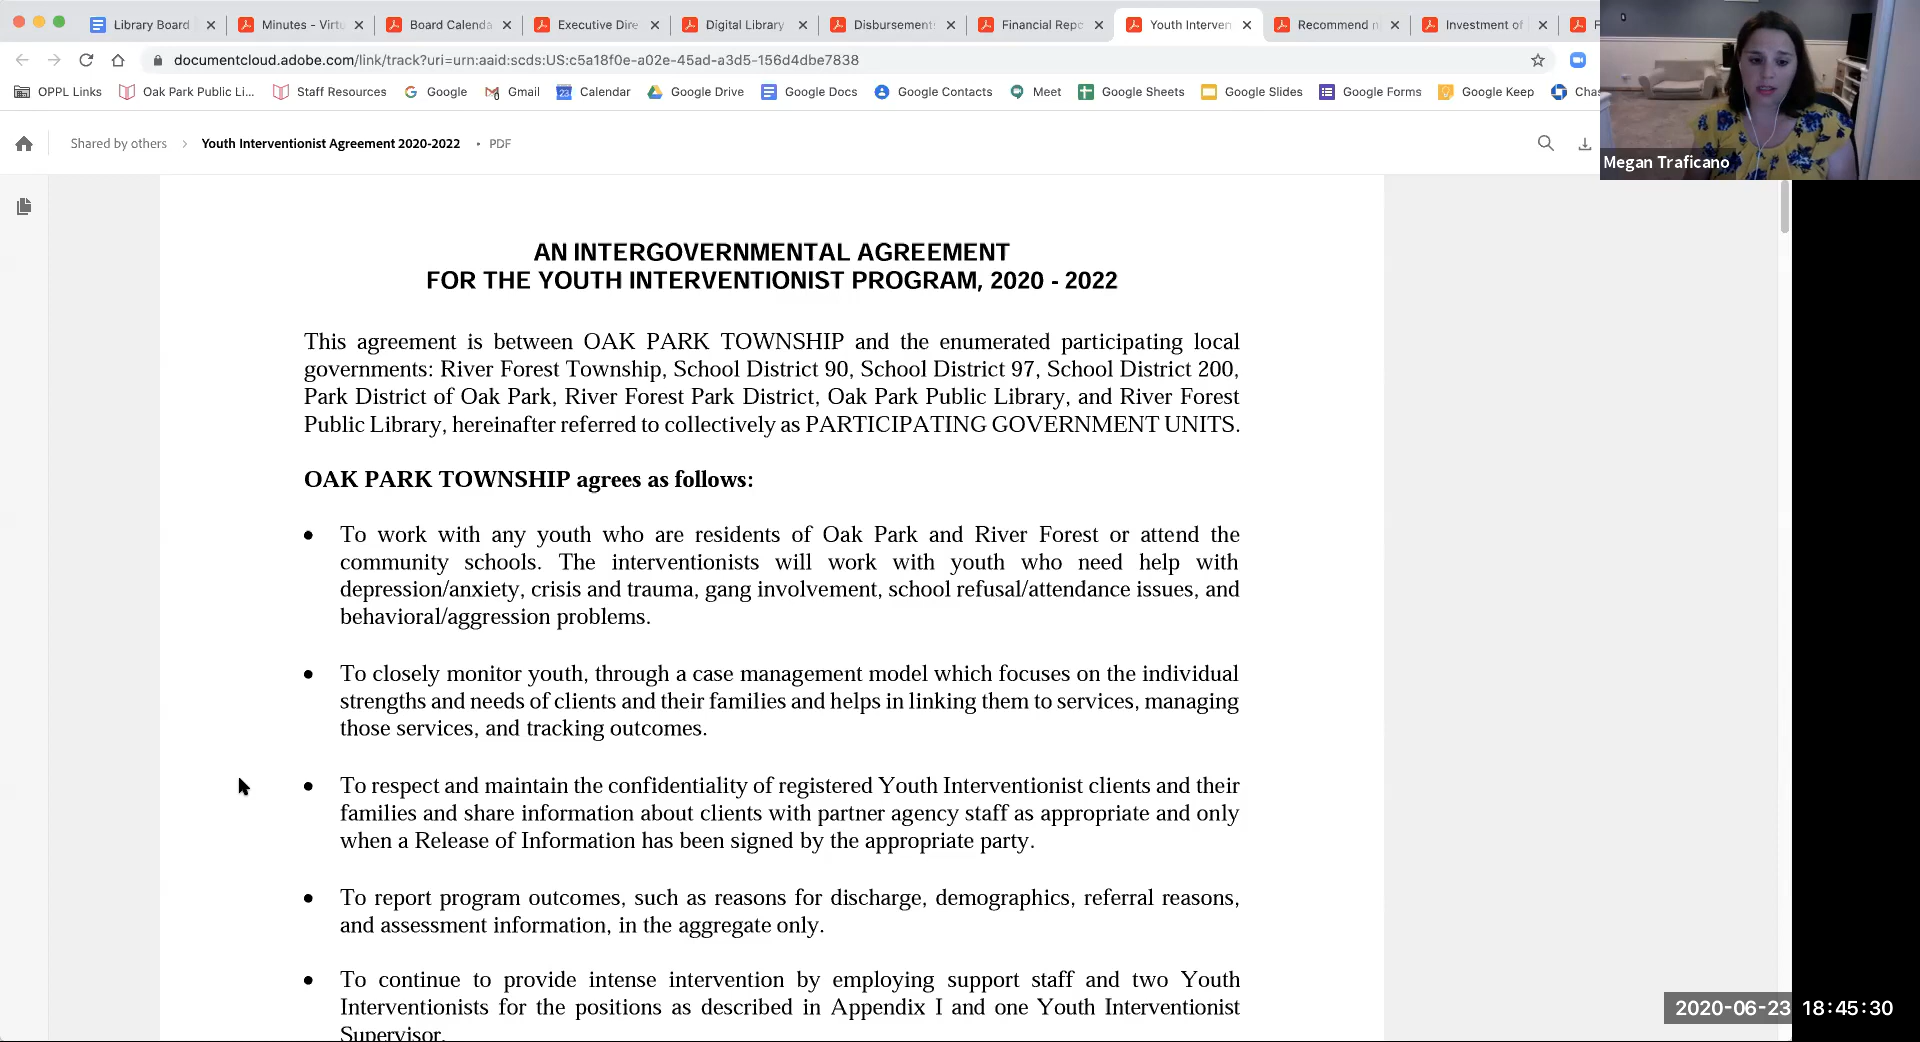 Library Board
Minutes - Virtu
Board Calenda
Executive Dire
Digital Library
Disbursement
Financial Repo
Youth Interven
Recommend n
Investment of
documentcloud.adobe.com/link/track?uri=urn:aaid:scds:US:c5a18f0e-a02e-45ad-a3d5-156d4dbe7838
OPPL Links
Oak Park Public Li...
Staff Resources
Google
Gmail
Calendar
Google Drive
Google Docs
Google Contacts
Meet
Google Sheets
Google Slides
Google Forms
Google Keep
Chas
Shared by others > Youth Interventionist Agreement 2020-2022 • PDF
Megan Traficano
AN INTERGOVERNMENTAL AGREEMENT
FOR THE YOUTH INTERVENTIONIST PROGRAM, 2020 - 2022
This agreement is between OAK PARK TOWNSHIP and the enumerated participating local
governments: River Forest Township, School District 90, School District 97, School District 200,
Park District of Oak Park, River Forest Park District, Oak Park Public Library, and River Forest
Public Library, hereinafter referred to collectively as PARTICIPATING GOVERNMENT UNITS.
OAK PARK TOWNSHIP agrees as follows:
• To work with any youth who are residents of Oak Park and River Forest or attend the
community schools. The interventionists will work with youth who need help with
depression/anxiety, crisis and trauma, gang involvement, school refusal/attendance issues, and
behavioral/aggression problems.
• To closely monitor youth, through a case management model which focuses on the individual
strengths and needs of clients and their families and helps in linking them to services, managing
those services, and tracking outcomes.
• To respect and maintain the confidentiality of registered Youth Interventionist clients and their
families and share information about clients with partner agency staff as appropriate and only
when a Release of Information has been signed by the appropriate party.
• To report program outcomes, such as reasons for discharge, demographics, referral reasons,
and assessment information, in the aggregate only.
• To continue to provide intense intervention by employing support staff and two Youth
Interventionists for the positions as described in Appendix I and one Youth Interventionist
Supervisor.
2020-06-23 18:45:30